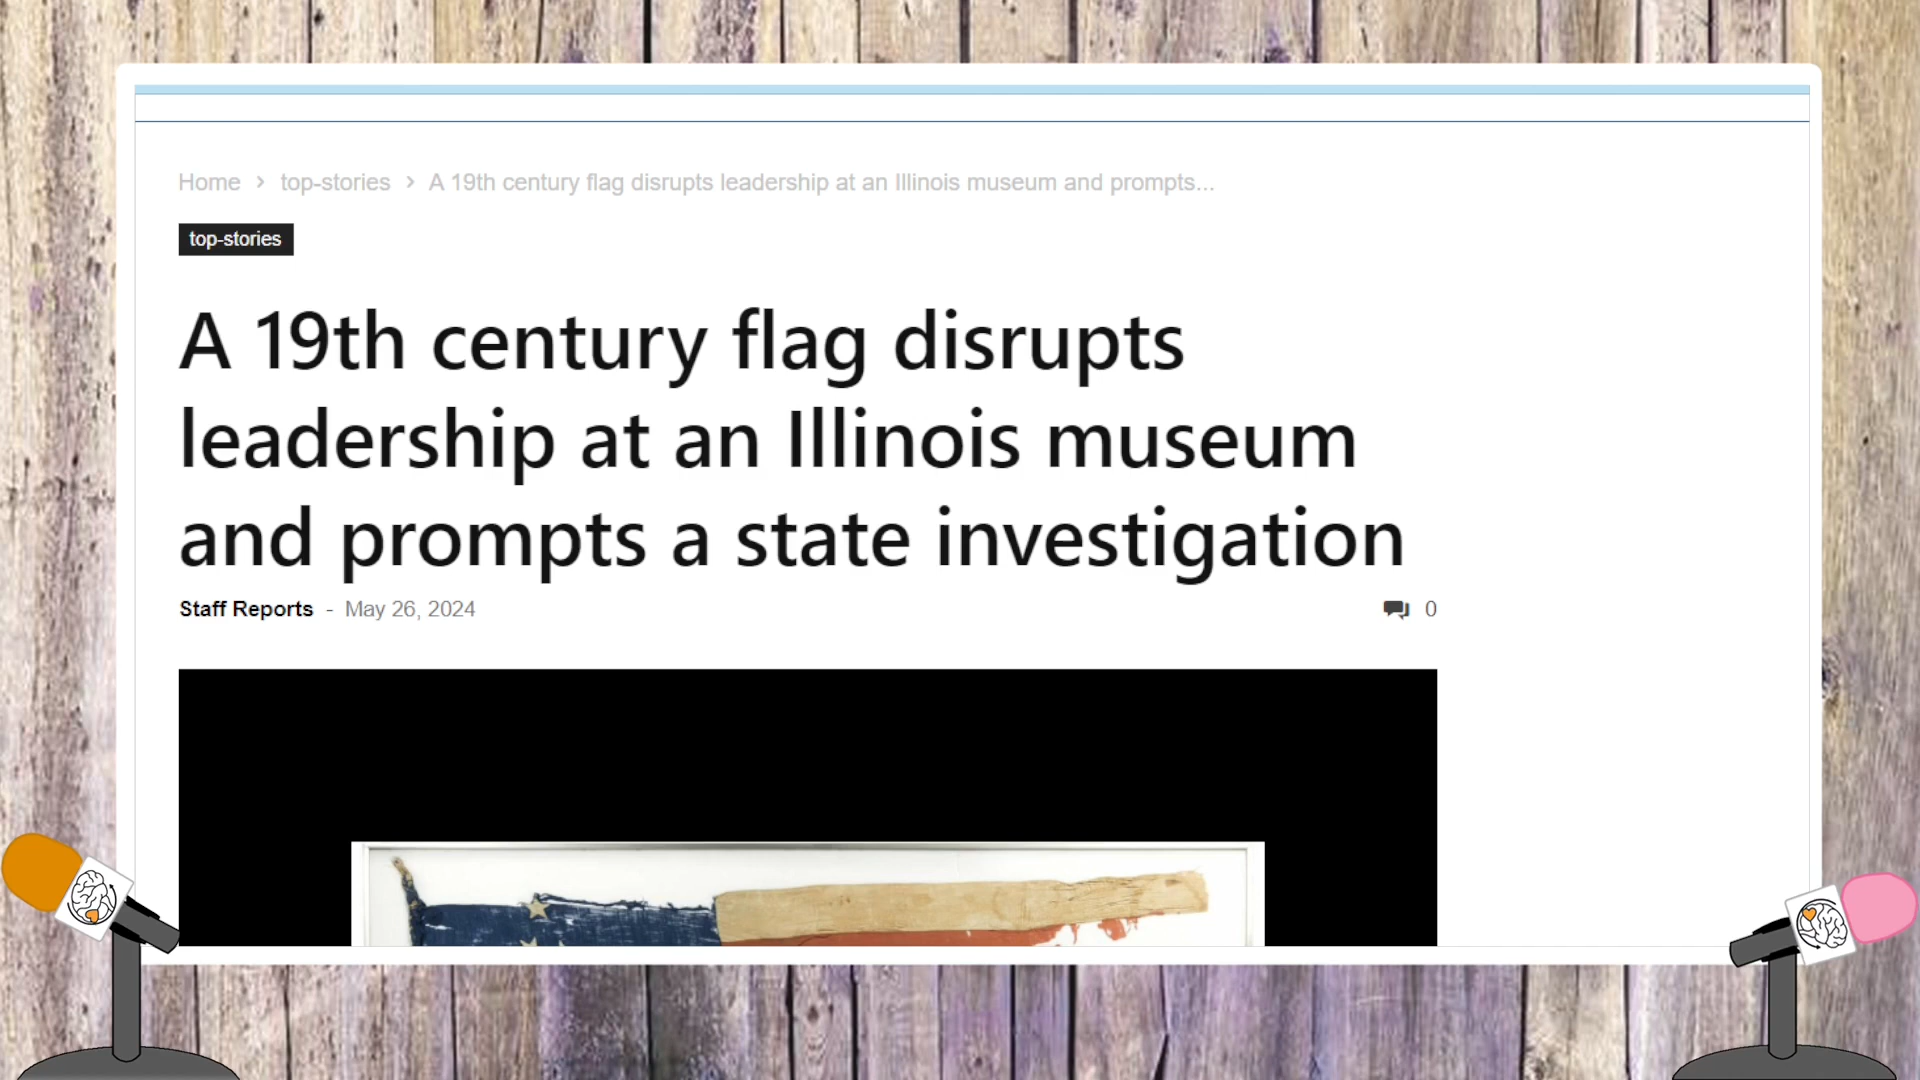 Home > top-stories > A 19th century flag disrupts leadership at an Illinois museum and prompts...
top-stories
A 19th century flag disrupts
leadership at an Illinois museum
and prompts a state investigation
Staff Reports - May 26, 2024 0